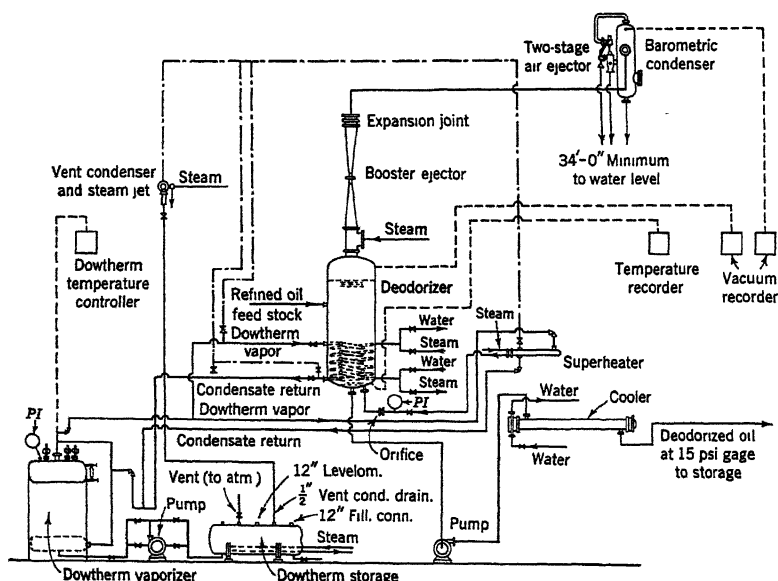 Two-stage
air ejector
Barometric
condenser
Expansion joint
34'-0" Minimum
to water level
Vent condenser
and steam jet
Steam
Booster ejector
Steam
Dowtherm
temperature
controller
Deodorizer
Temperature
recorder
Vacuum
recorder
Refined oil
feed stock
Dowtherm
vapor
Water
Steam
Water
Steam
Steam
Superheater
Condensate return
Dowtherm vapor
PI
Water
Cooler
PI
Condensate return
Orifice
Water
Deodorized oil
at 15 psi gage
to storage
Vent (to atm)
12" Levelom.
1/2" Vent cond. drain.
12" Fill. conn.
Pump
Steam
Pump
Dowtherm vaporizer
Dowtherm storage